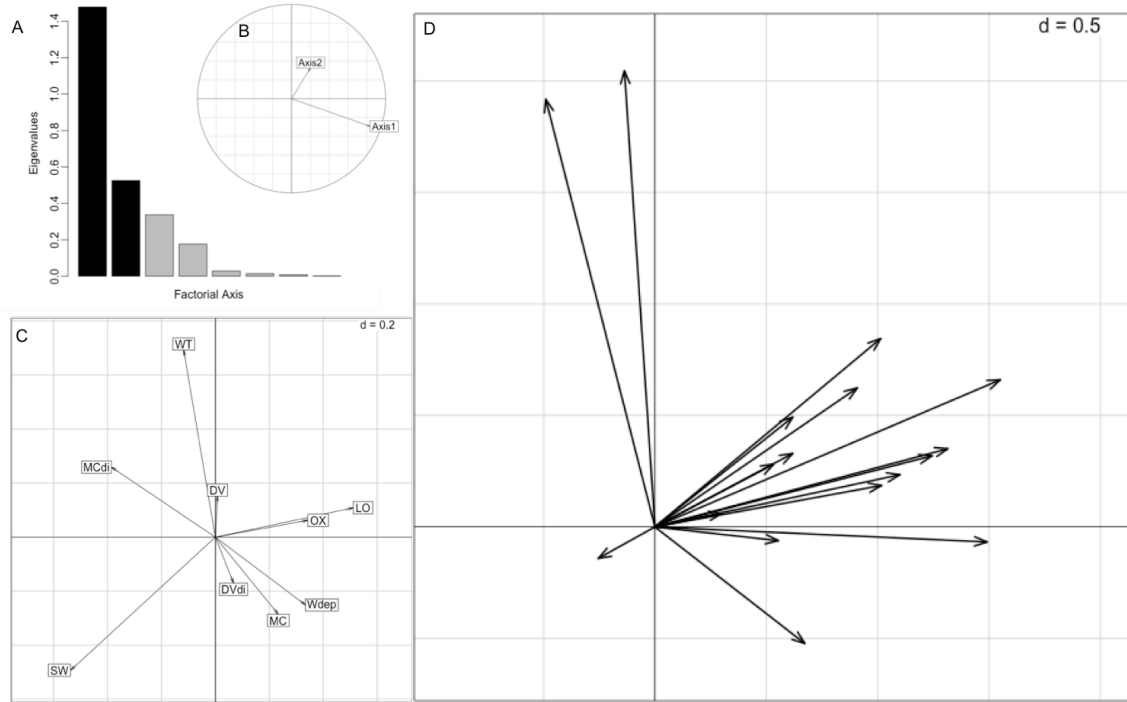 A
Eigenvalues
1.4
1.2
1.0
0.8
0.6
0.4
0.2
0.0
Factorial Axis
B
Axis2
Axis1
C
d = 0.2
WT
MCdi
DV
LO
OX
DVdi
Wdep
MC
SW
D
d = 0.5